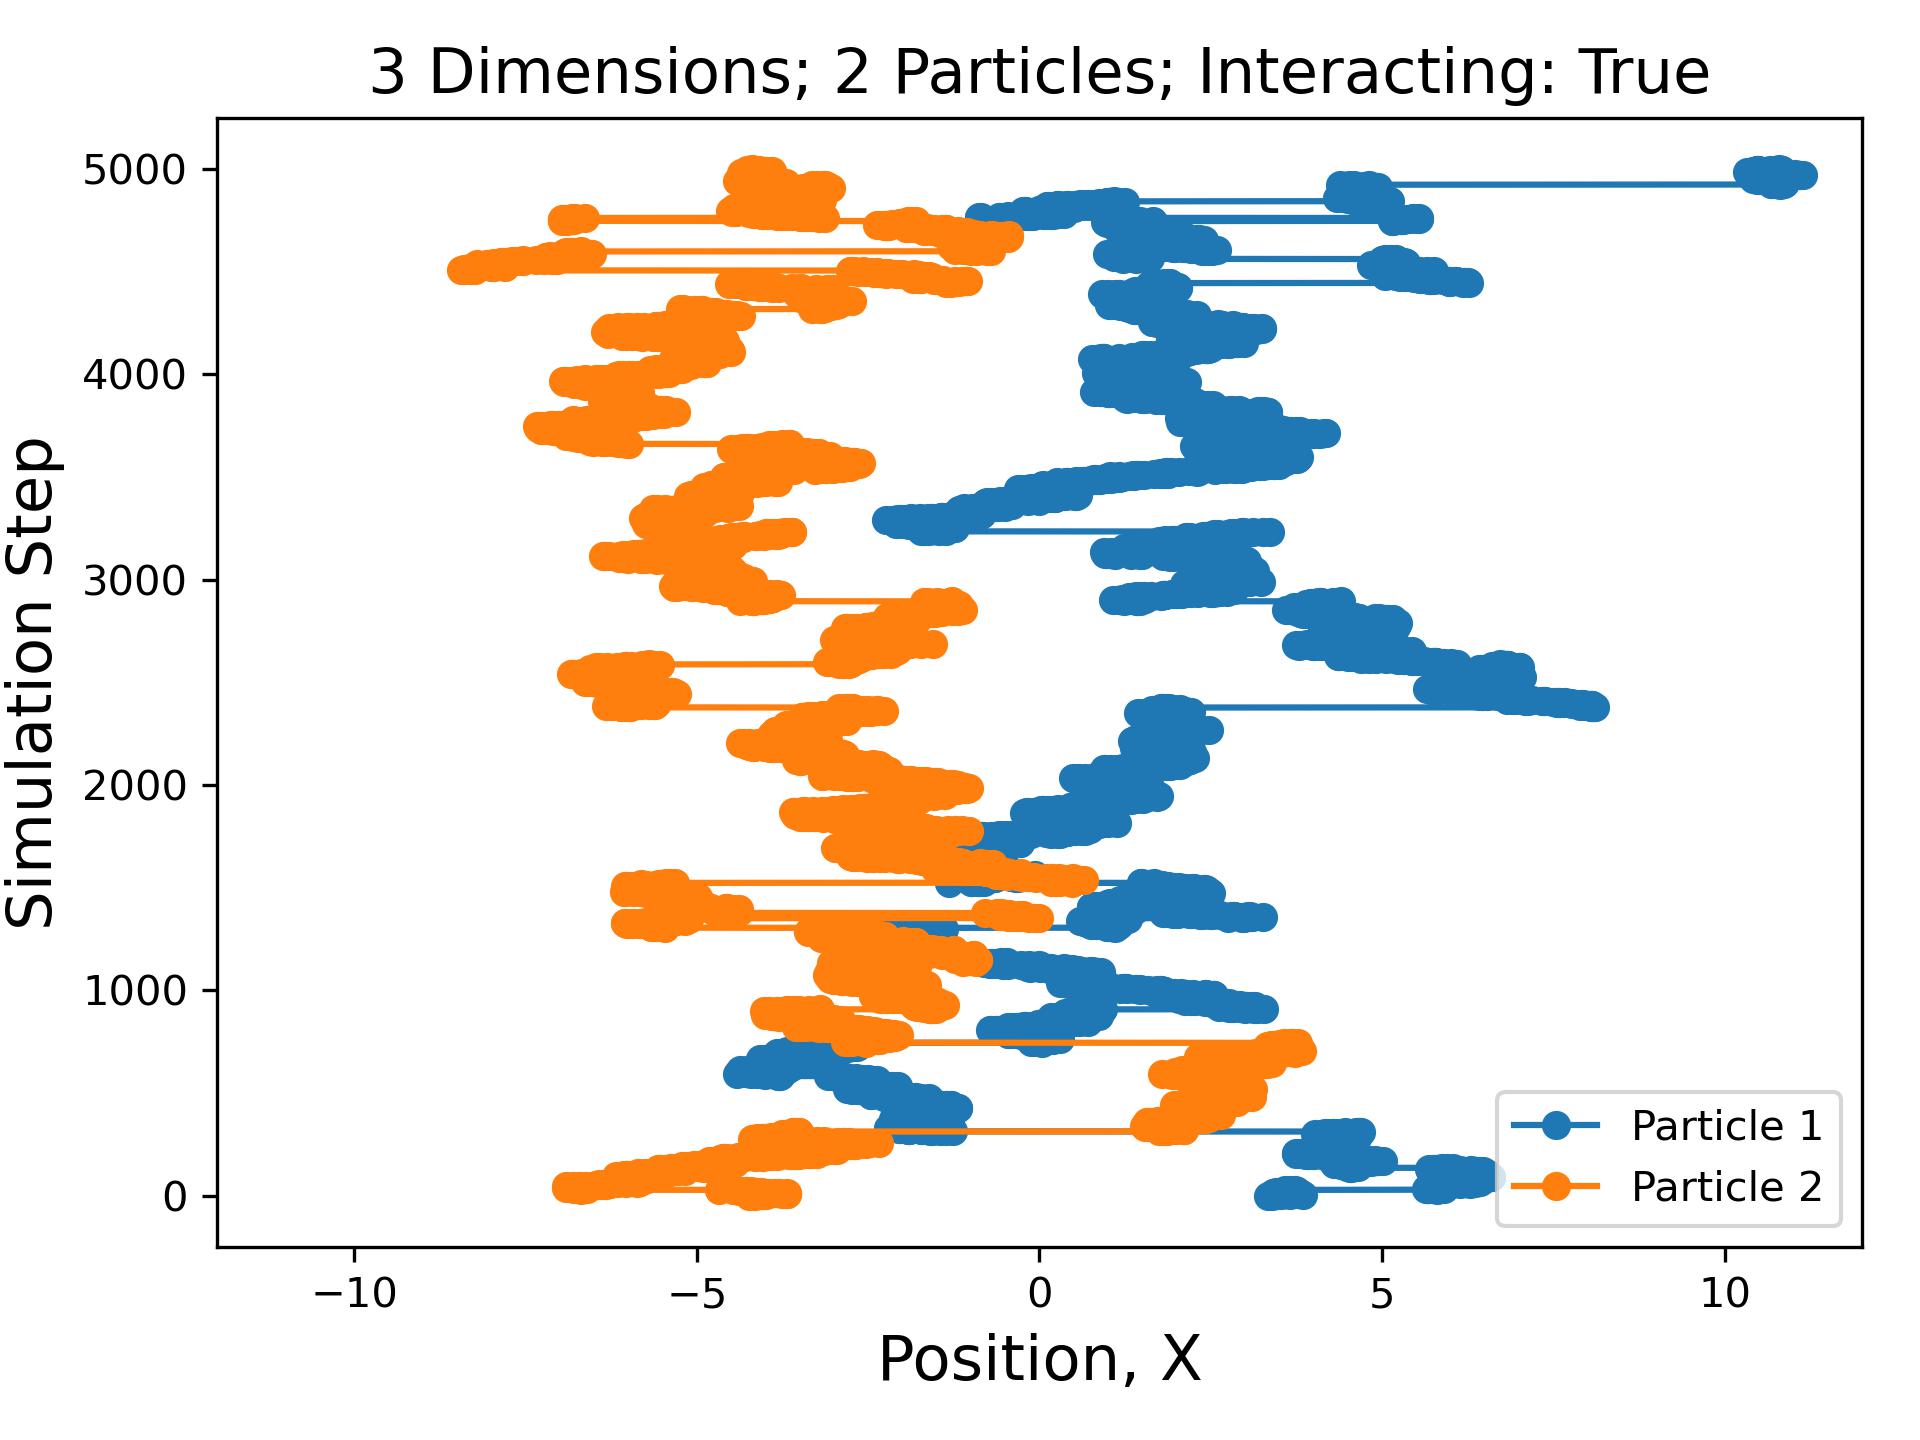 3 Dimensions; 2 Particles; Interacting: True
Simulation Step
5000
4000
3000
2000
1000
0
−10
−5
0
5
10
Position, X
Particle 1
Particle 2